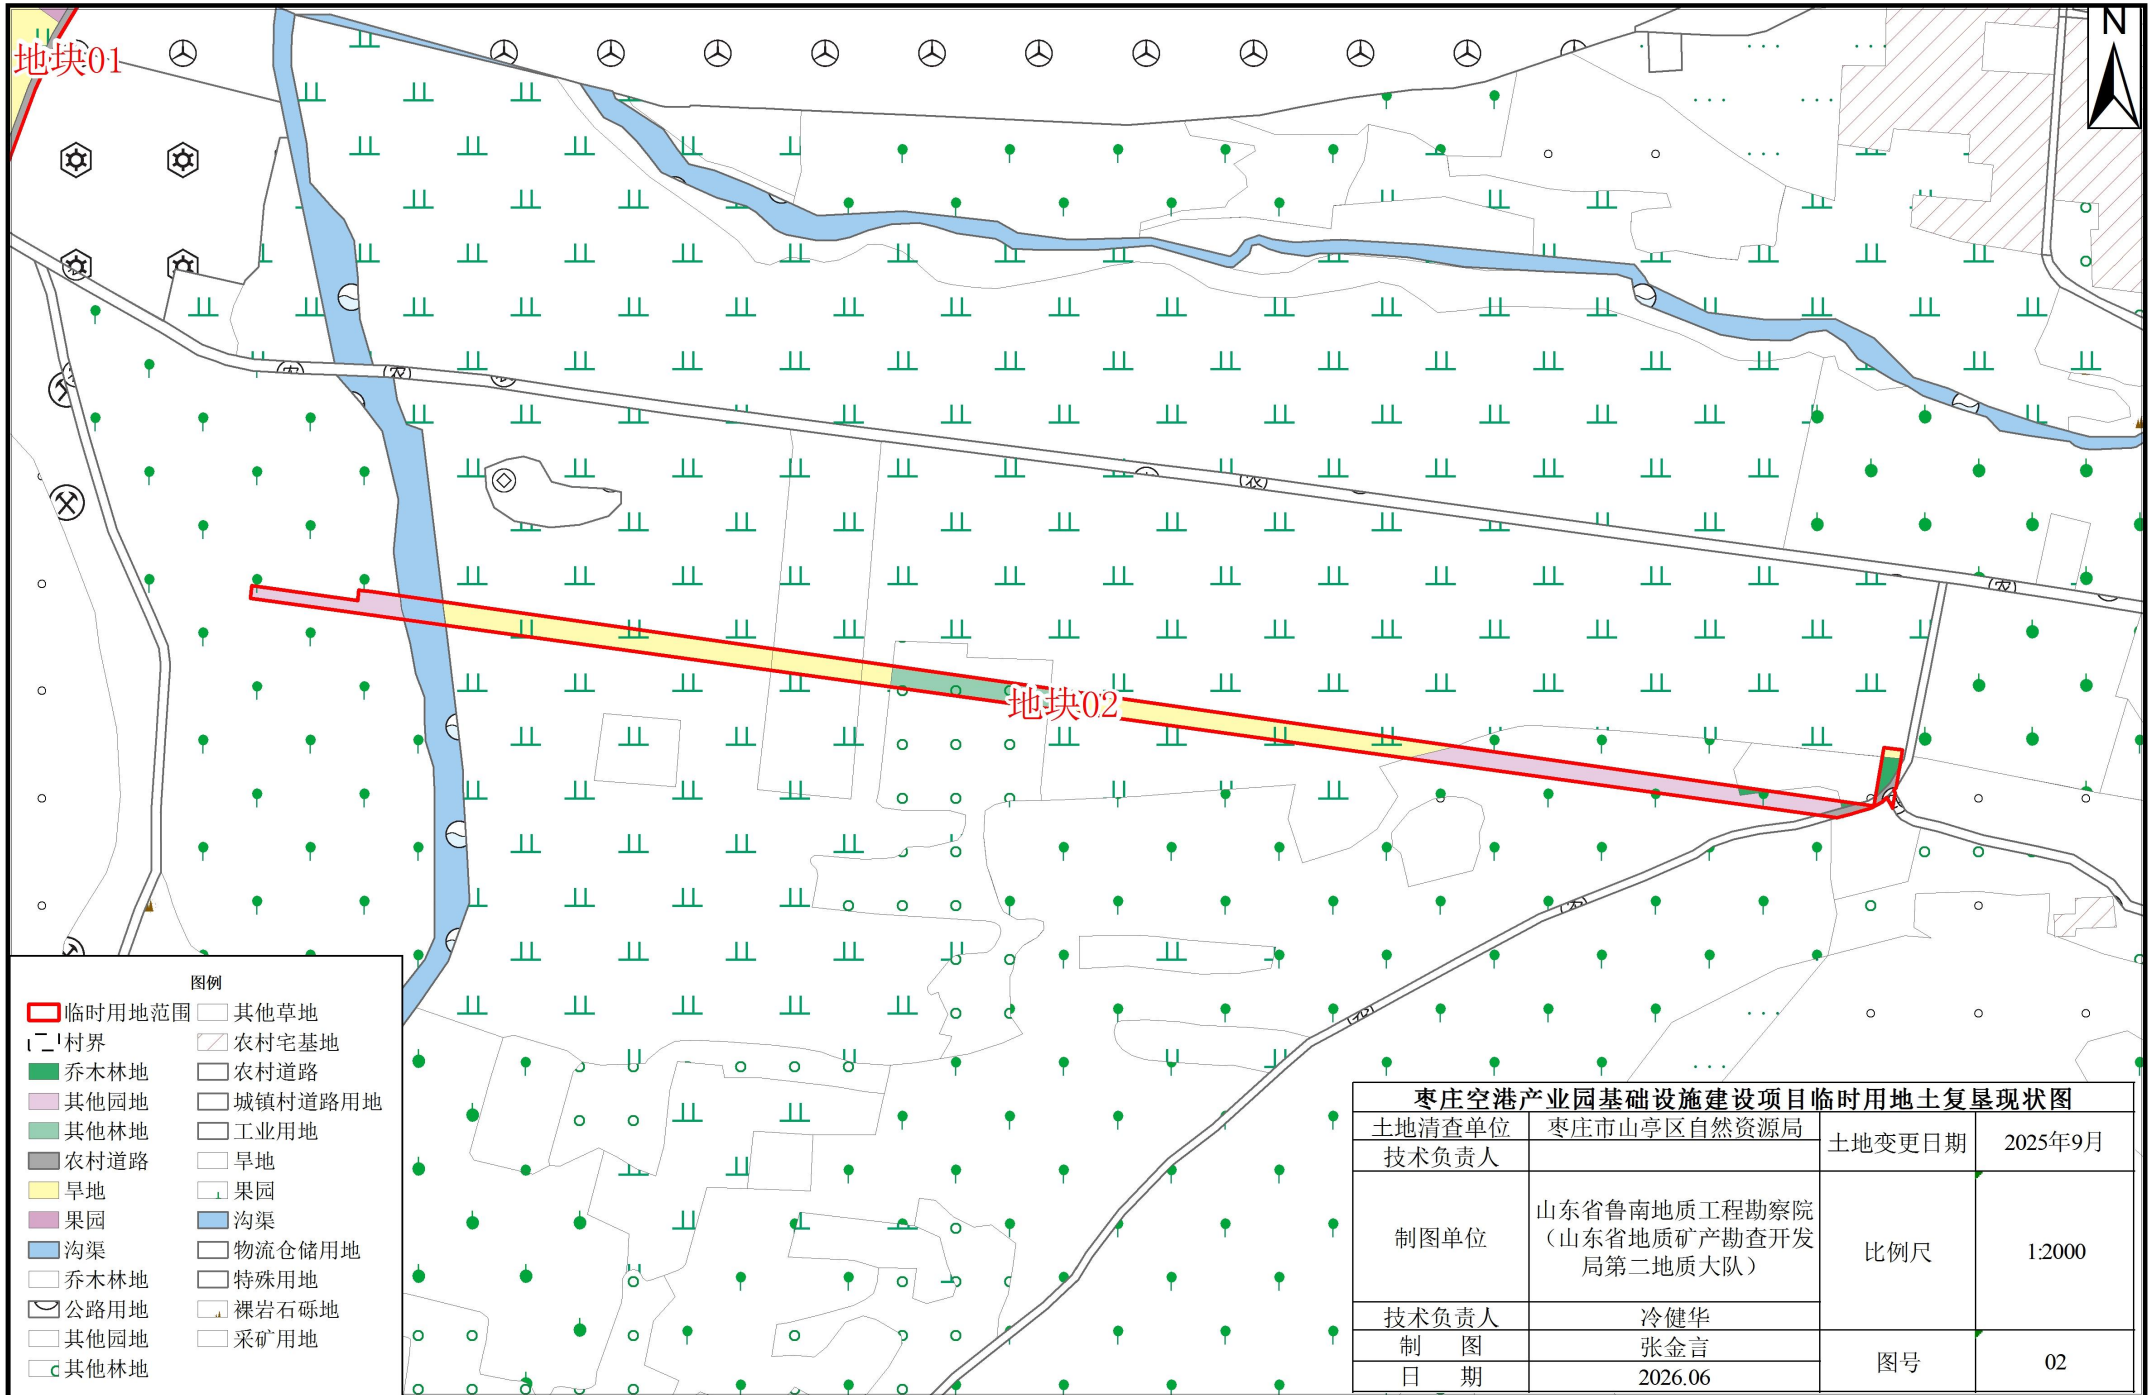 地块01
N
地块02
农
农
农
农
图例
临时用地范围
其他草地
村界
农村宅基地
乔木林地
农村道路
其他园地
城镇村道路用地
其他林地
工业用地
农村道路
旱地
旱地
果园
果园
沟渠
沟渠
物流仓储用地
乔木林地
特殊用地
公路用地
裸岩石砾地
其他园地
采矿用地
其他林地
枣庄空港产业园基础设施建设项目临时用地土复垦现状图
土地清查单位
枣庄市山亭区自然资源局
土地变更日期
2025年9月
技术负责人
制图单位
山东省鲁南地质工程勘察院
（山东省地质矿产勘查开发
局第二地质大队）
比例尺
1:2000
技术负责人
冷健华
制 图
张金言
图号
02
日 期
2026.06